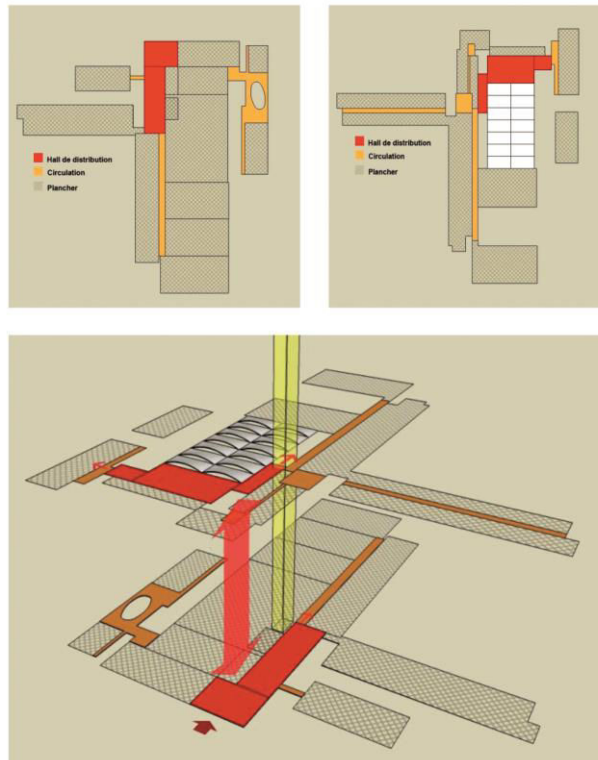 Hall de distribution
Circulation
Plancher
Hall de distribution
Circulation
Plancher